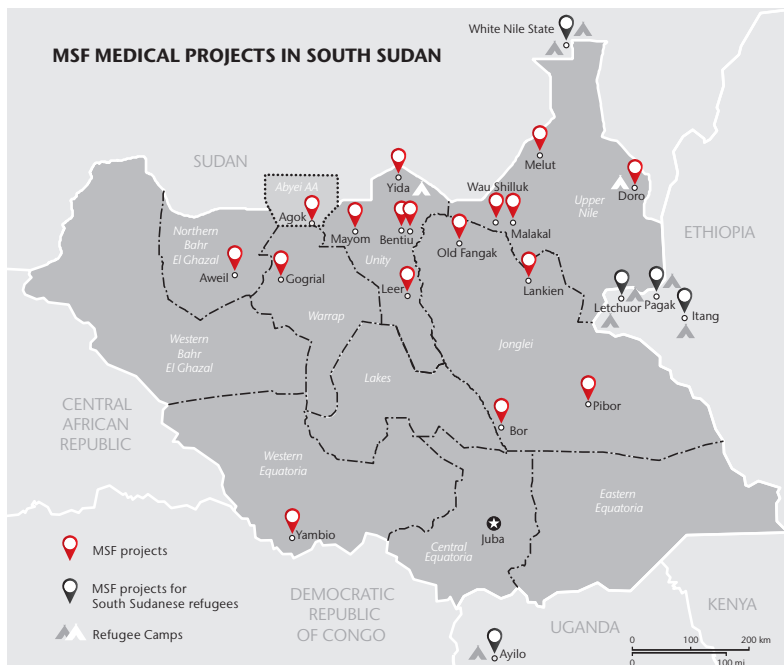 MSF MEDICAL PROJECTS IN SOUTH SUDAN
White Nile State
SUDAN
Abyei AA
Agok
Yida
Melut
Wau Shilluk
Malakal
Doro
Upper
Nile
ETHIOPIA
Northern
Bahr
El Ghazal
Aweil
Gogrial
Mayom
Bentiu
Unity
Old Fangak
Leer
Lankien
Letchuor
Pagak
Itang
Warrap
Western
Bahr
El Ghazal
Jonglei
Lakes
Pibor
Bor
CENTRAL
AFRICAN
REPUBLIC
Western
Equatoria
Eastern
Equatoria
Yambio
Juba
Central
Equatoria
MSF projects
MSF projects for
South Sudanese refugees
Refugee Camps
DEMOCRATIC
REPUBLIC
OF CONGO
UGANDA
KENYA
Ayilo
0 100 200 km
0 100 mi